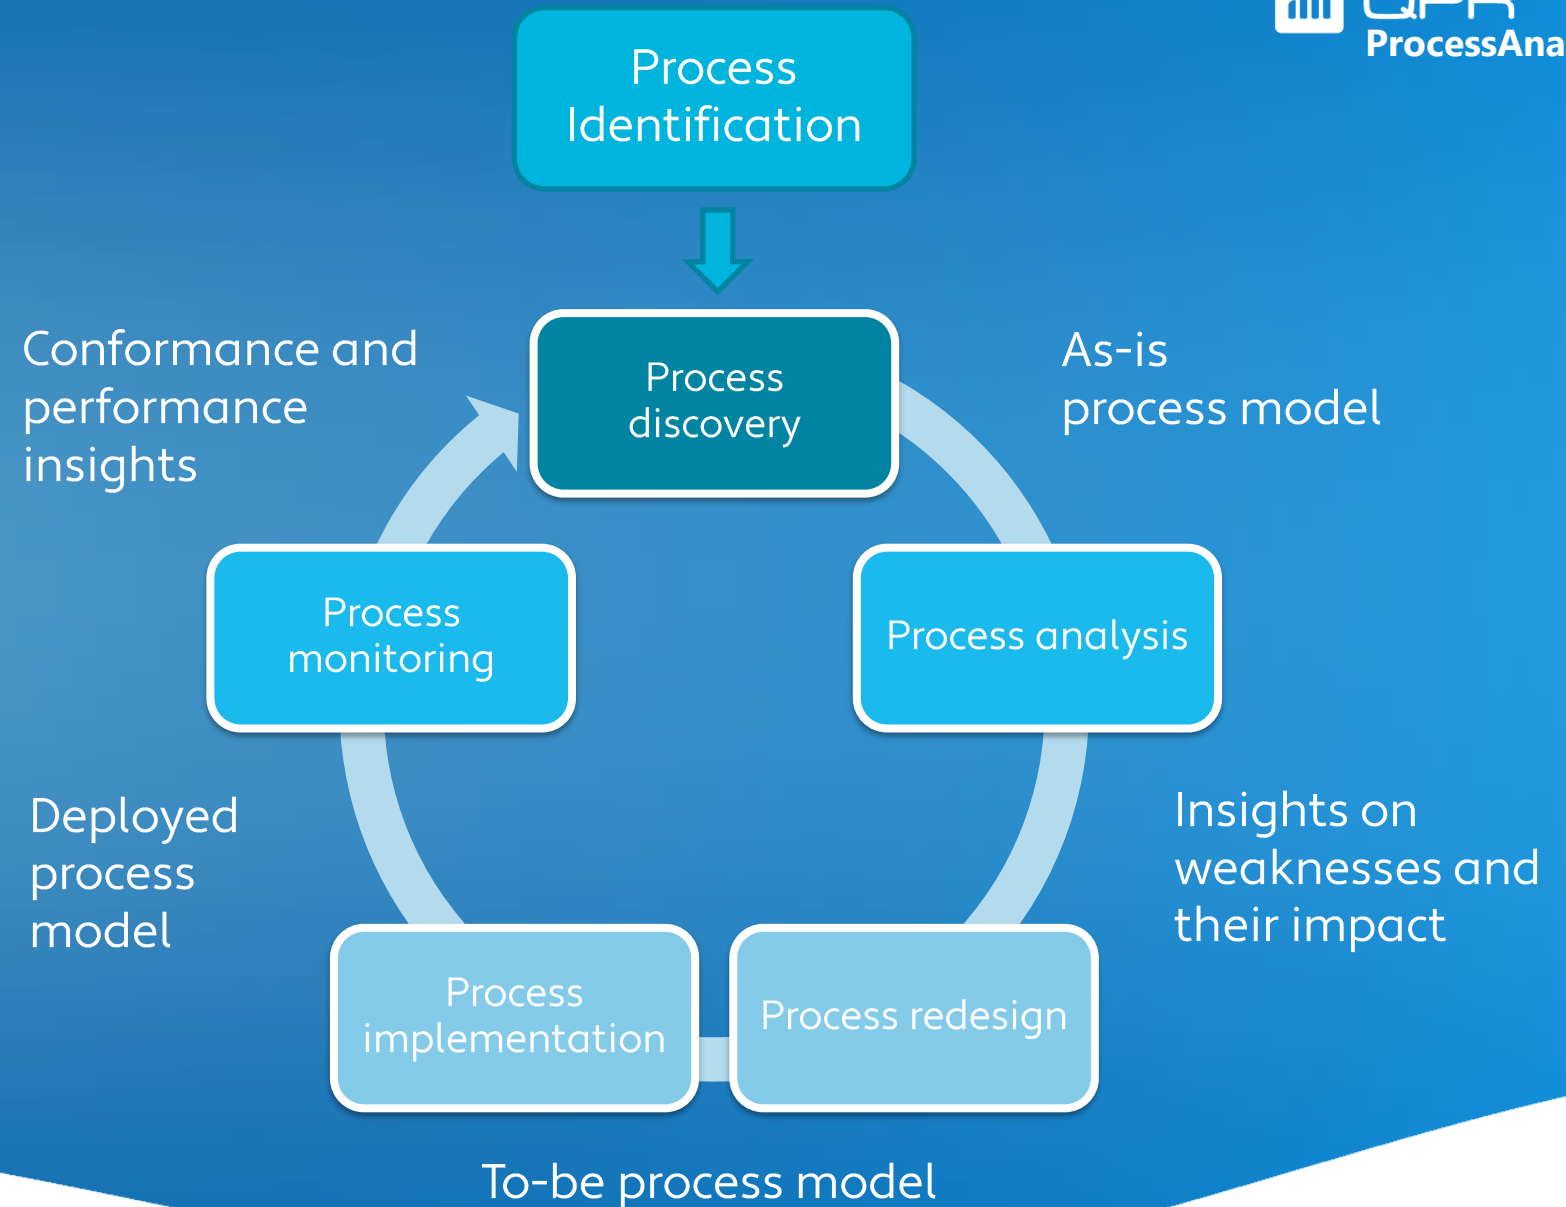 Process
Identification
QPR
ProcessAna
Conformance and
performance
insights
Process
discovery
As-is
process model
Process
monitoring
Process analysis
Deployed
process
model
Insights on
weaknesses and
their impact
Process
implementation
Process redesign
To-be process model